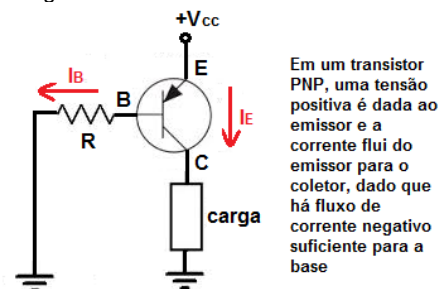 +Vcc
E
IB
B
IE
R
C
carga
Em um transistor
PNP, uma tensão
positiva é dada ao
emissor e a
corrente flui do
emissor para o
coletor, dado que
há fluxo de
corrente negativo
suficiente para a
base